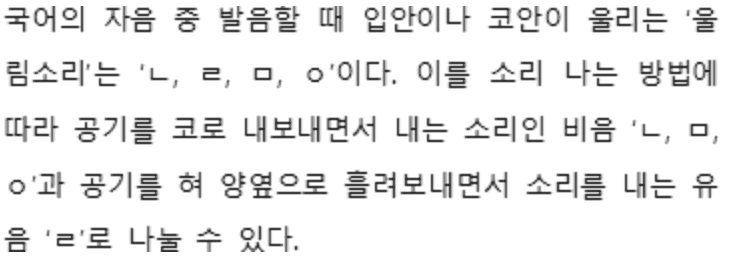 국어의 자음 중 발음할 때 입안이나 코안이 울리는 ‘울
림소리’는 ‘ㄴ, ㄹ, ㅁ, ㅇ’이다. 이를 소리 나는 방법에
따라 공기를 코로 내보내면서 내는 소리인 비음 ‘ㄴ, ㅁ,
ㅇ’과 공기를 혀 양옆으로 흘려보내면서 소리를 내는 유
음 ‘ㄹ’로 나눌 수 있다.